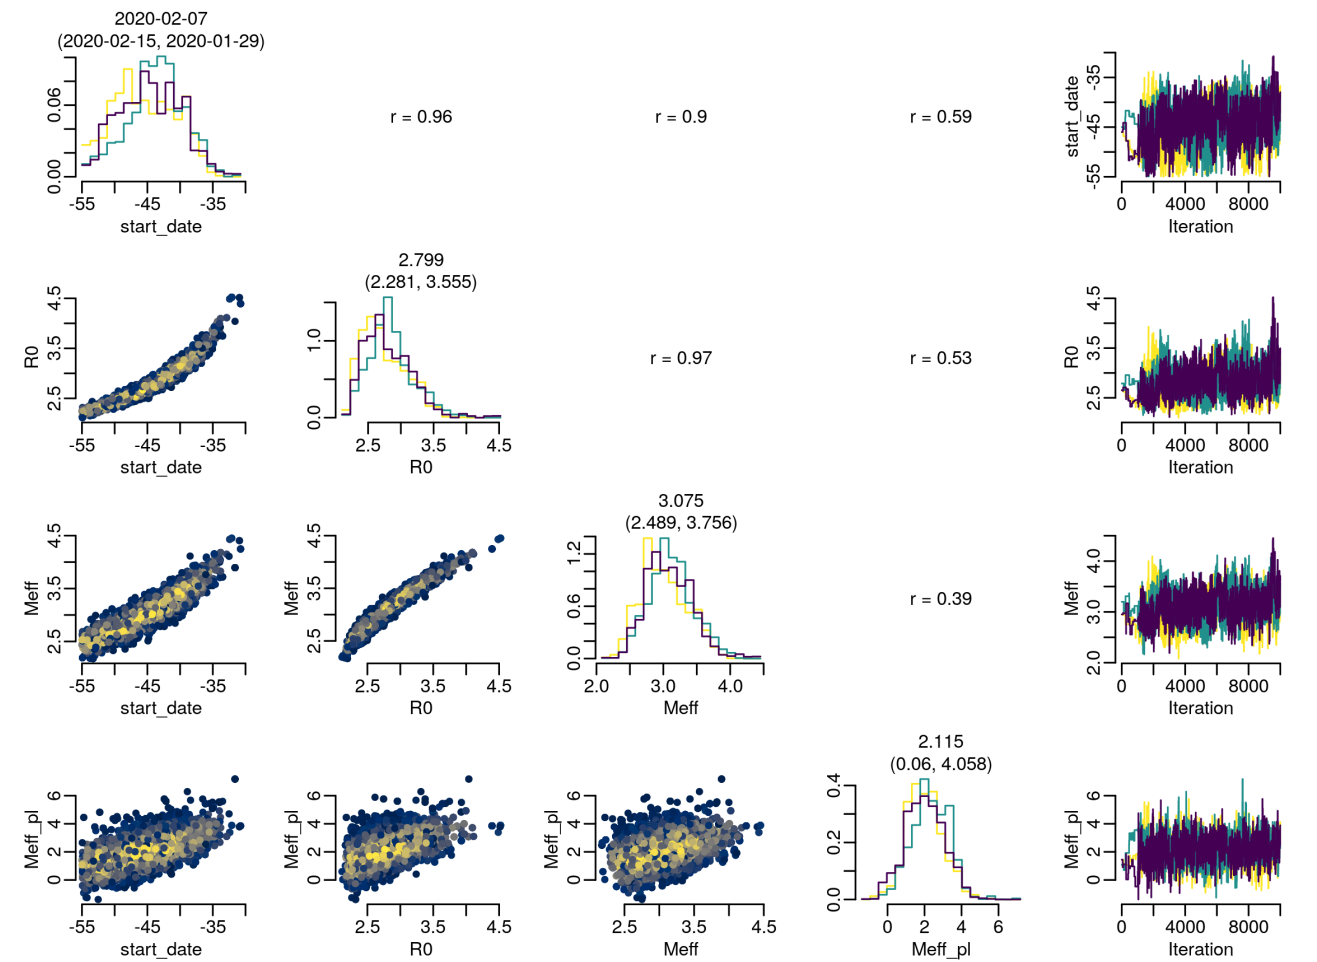 2020-02-07
(2020-02-15, 2020-01-29)
0.00 0.06
-55 -45 -35
start_date
r = 0.96
r = 0.9
r = 0.59
start_date
-55 -45 -35
0 4000 8000
Iteration
R0
2.5 3.5 4.5
-55 -45 -35
start_date
2.799
(2.281, 3.555)
0.0 1.0
2.5 3.5 4.5
R0
r = 0.97
r = 0.53
R0
2.5 3.5 4.5
0 4000 8000
Iteration
Meff
2.5 3.5 4.5
-55 -45 -35
start_date
Meff
2.5 3.5 4.5
2.5 3.5 4.5
R0
3.075
(2.489, 3.756)
0.0 0.6 1.2
2.0 3.0 4.0
Meff
r = 0.39
Meff
2.0 3.0 4.0
0 4000 8000
Iteration
Meff_pl
0 2 4 6
-55 -45 -35
start_date
Meff_pl
0 2 4 6
2.5 3.5 4.5
R0
Meff_pl
0 2 4 6
2.5 3.5 4.5
Meff
2.115
(0.06, 4.058)
0.0 0.2 0.4
0 2 4 6
Meff_pl
Meff_pl
0 2 4 6
0 4000 8000
Iteration